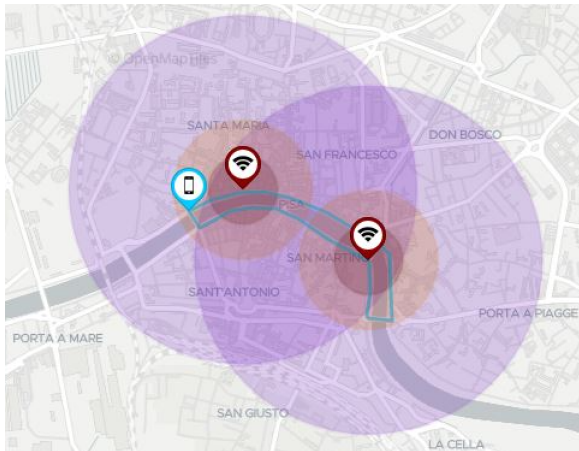 © OpenMapTiles
SANTA MARIA
DON BOSCO
SAN FRANCESCO
PISA
SAN MARTINO
SANT'ANTONIO
PORTA A PIAGGE
PORTA A MARE
SAN GIUSTO
LA CELLA